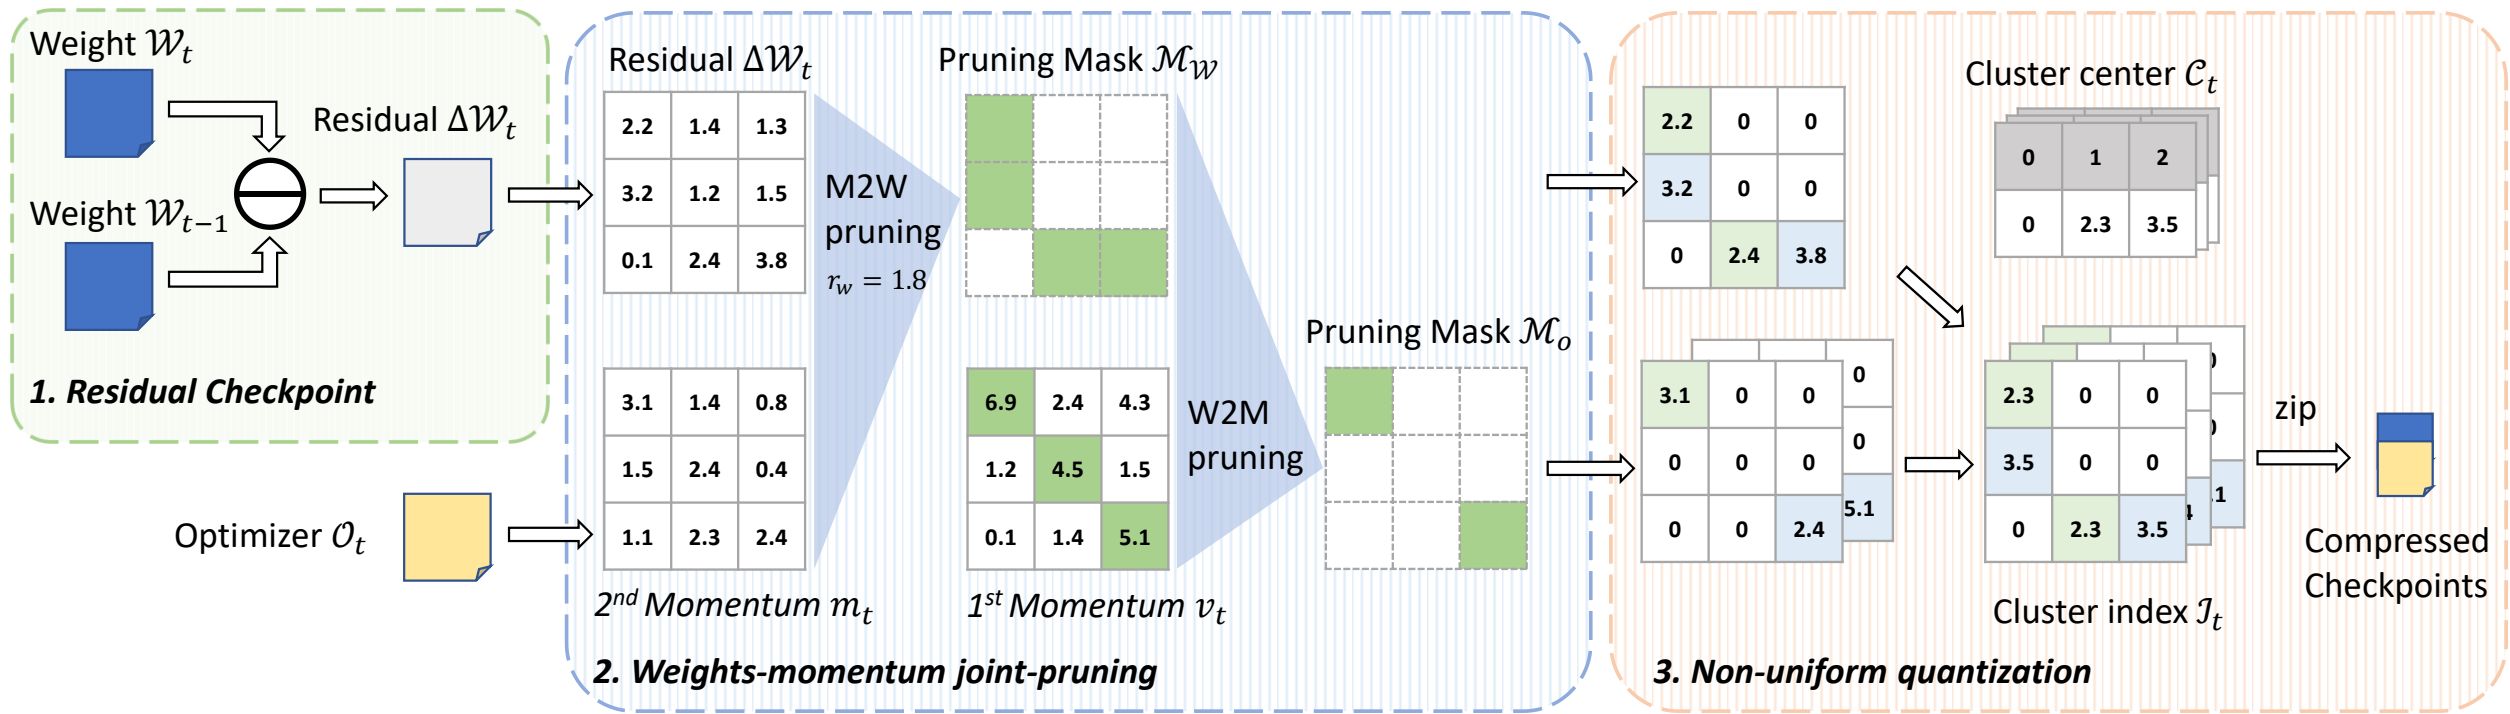 Weight 𝒲t
Residual Δ𝒲t
Weight 𝒲t−1
1. Residual Checkpoint
Optimizer 𝒪t
Residual Δ𝒲t
2.2 1.4 1.3
3.2 1.2 1.5
0.1 2.4 3.8
M2W
pruning
rw = 1.8
Pruning Mask ℳ𝒲
3.1 1.4 0.8
1.5 2.4 0.4
1.1 2.3 2.4
2nd Momentum mt
6.9 2.4 4.3
1.2 4.5 1.5
0.1 1.4 5.1
1st Momentum vt
W2M
pruning
Pruning Mask ℳo
2. Weights-momentum joint-pruning
2.2 0 0
3.2 0 0
0 2.4 3.8
Cluster center 𝒞t
0 1 2
0 2.3 3.5
3.1 0 0
0 0 0
0 0 2.4
0
0
5.1
2.3 0 0
3.5 0 0
0 2.3 3.5
Cluster index ℐt
zip
Compressed
Checkpoints
3. Non-uniform quantization